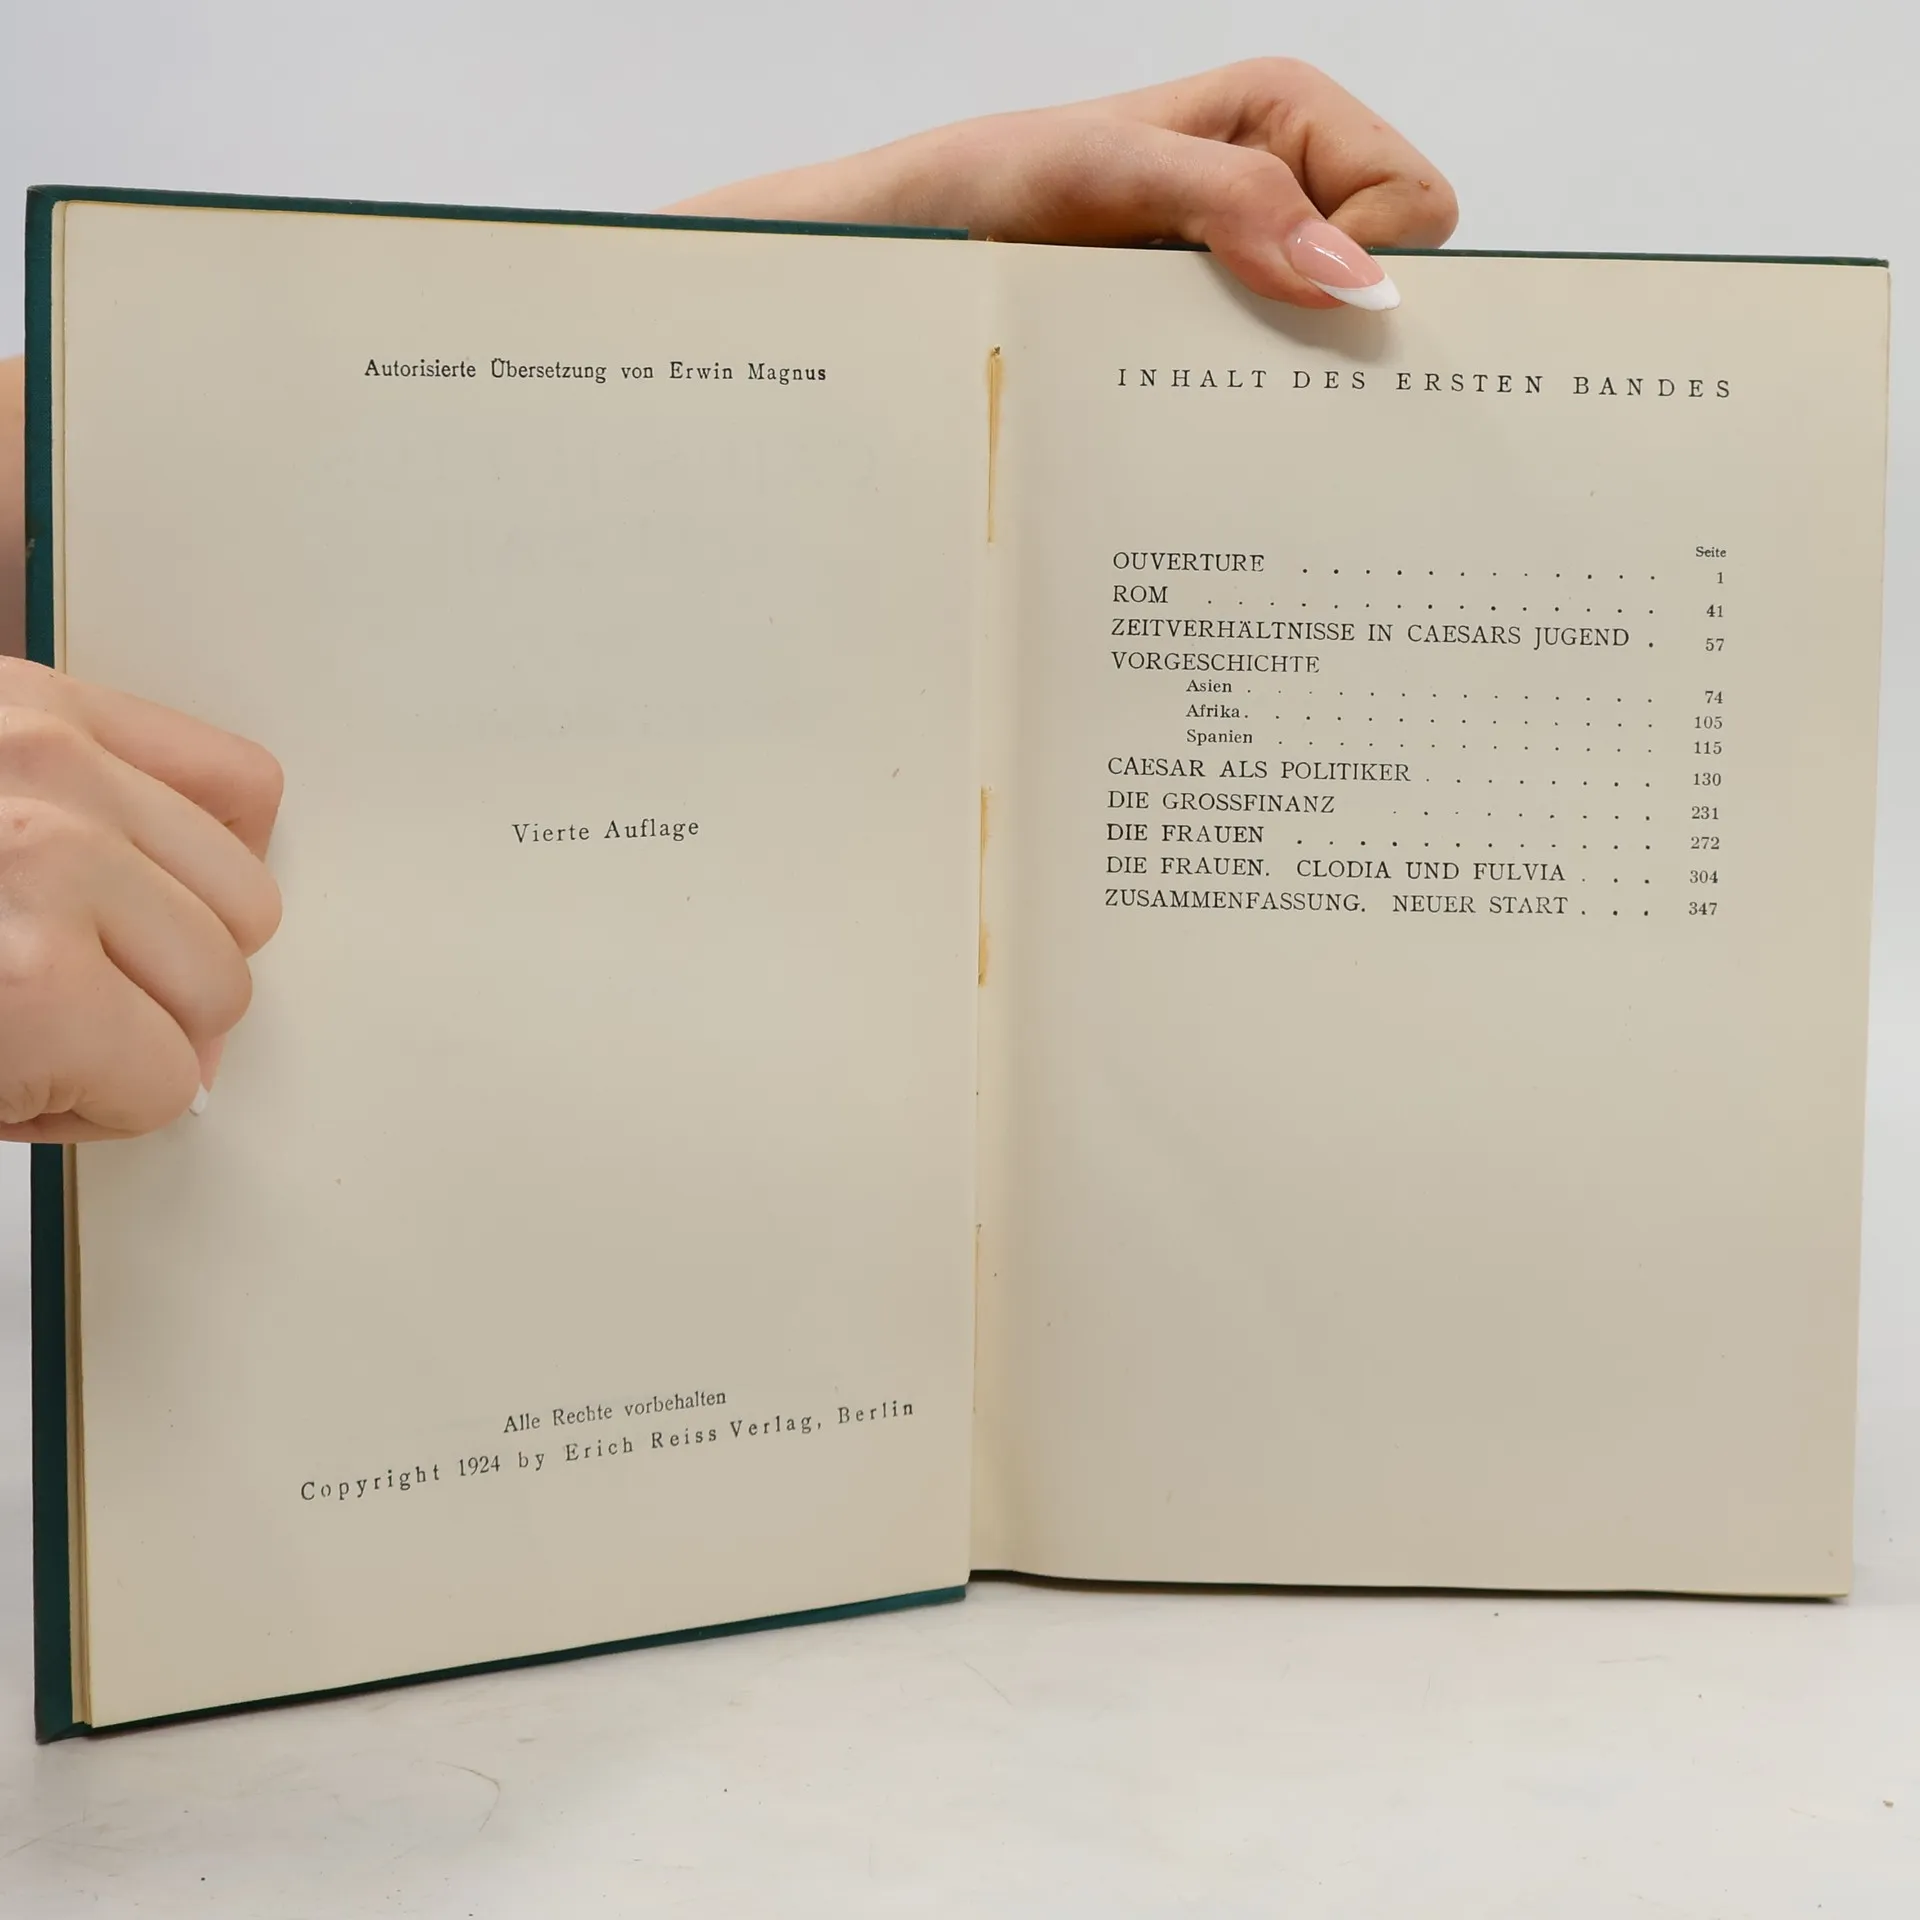 Autorisierte Übersetzung von Erwin Magnus
Vierte Auflage
Alle Rechte vorbehalten
Copyright 1924 by Erich Reiss Verlag, Berlin
INHALT DES ERSTEN BANDES
Seite
OUVERTURE . . . . . . . . . . . . 1
ROM . . . . . . . . . . . . . . . 41
ZEITVERHÄLTNISSE IN CAESARS JUGEND . 57
VORGESCHICHTE
Asien . . . . . . . . . . . . . . 74
Afrika . . . . . . . . . . . . . . 105
Spanien . . . . . . . . . . . . . 115
CAESAR ALS POLITIKER . . . . . . . . 130
DIE GROSSFINANZ . . . . . . . . . 231
DIE FRAUEN . . . . . . . . . . . . 272
DIE FRAUEN. CLODIA UND FULVIA . . . 304
ZUSAMMENFASSUNG. NEUER START . . . 347